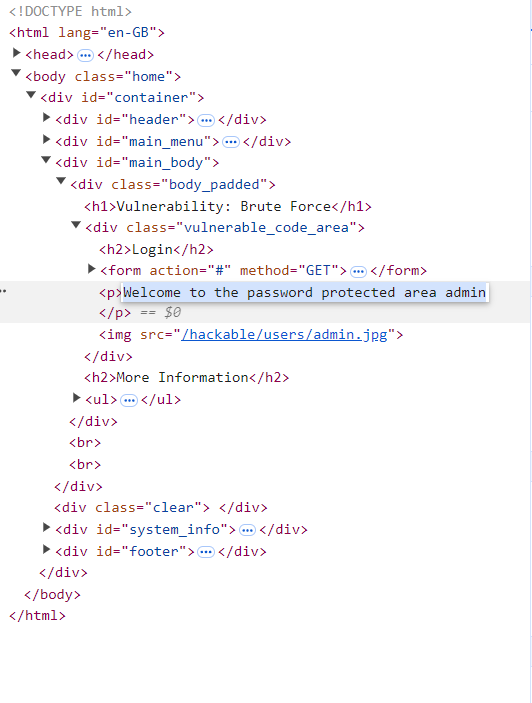 <!DOCTYPE html>
<html lang="en-GB">
<head> ••• </head>
<body class="home">
<div id="container">
<div id="header"> ••• </div>
<div id="main_menu"> ••• </div>
<div id="main_body">
<div class="body_padded">
<h1>Vulnerability: Brute Force</h1>
<div class="vulnerable_code_area">
<h2>Login</h2>
<form action="#" method="GET"> ••• </form>
<p>Welcome to the password protected area admin
</p> == $0
<img src="/hackable/users/admin.jpg">
</div>
<h2>More Information</h2>
<ul> ••• </ul>
</div>
<br>
<br>
</div>
<div class="clear"> </div>
<div id="system_info"> ••• </div>
<div id="footer"> ••• </div>
</div>
</body>
</html>